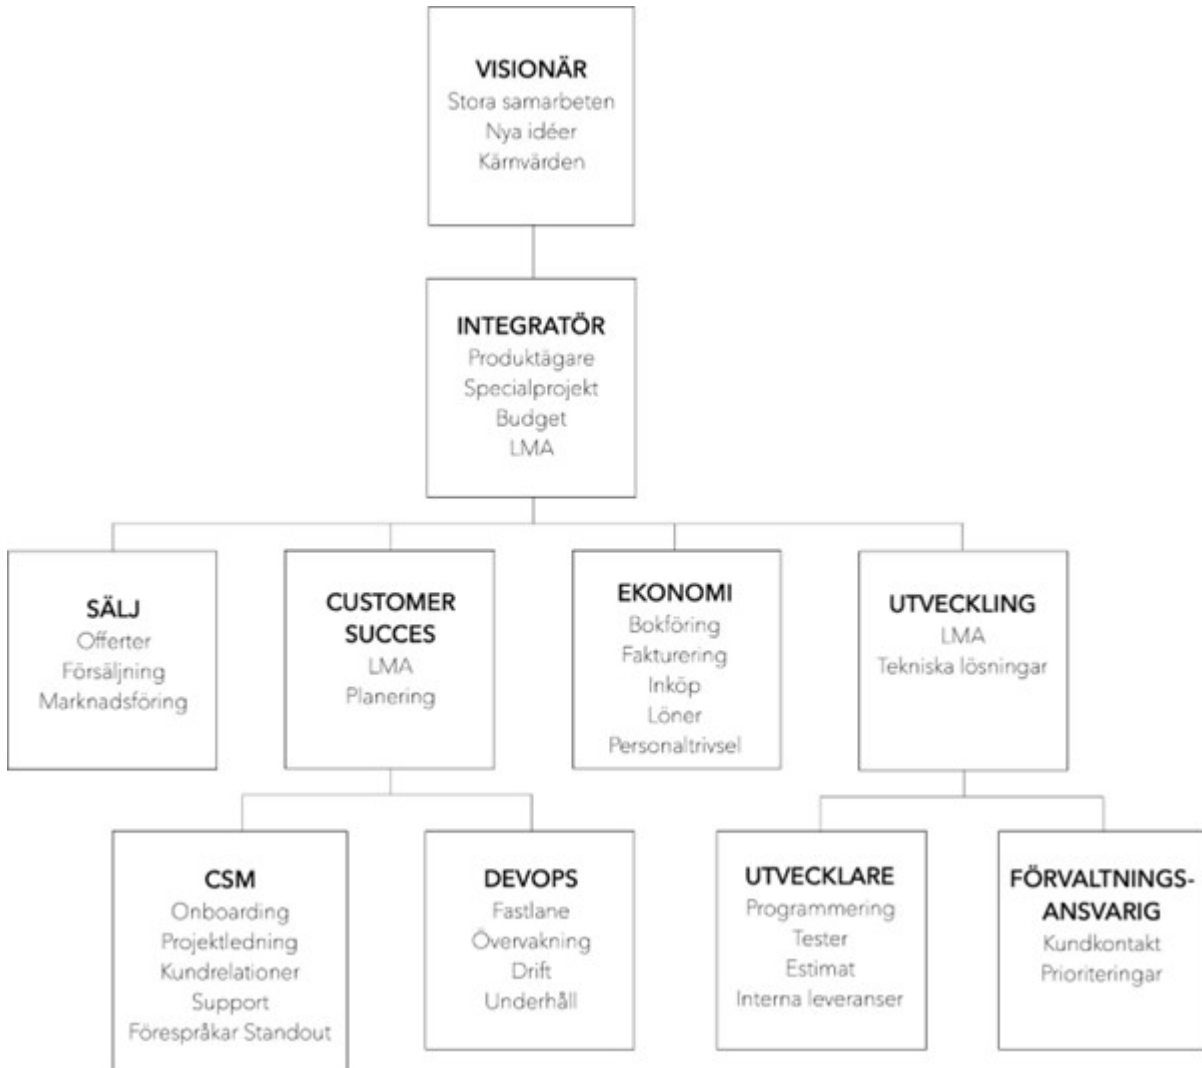 VISIONÄR
Stora samarbeten
Nya idéer
Kärnvärden
INTEGRATÖR
Produktägare
Specialprojekt
Budget
LMA
SÄLJ
Offerter
Försäljning
Marknadsföring
CUSTOMER
SUCCES
LMA
Planering
EKONOMI
Bokföring
Fakturering
Inköp
Löner
Personaltrivsel
UTVECKLING
LMA
Tekniska lösningar
CSM
Onboarding
Projektledning
Kundrelationer
Support
Förespråkar Standout
DEVOPS
Fastlane
Övervakning
Drift
Underhåll
UTVECKLARE
Programmering
Tester
Estimat
Interna leveranser
FÖRVALTNINGS-
ANSVARIG
Kundkontakt
Prioriteringar